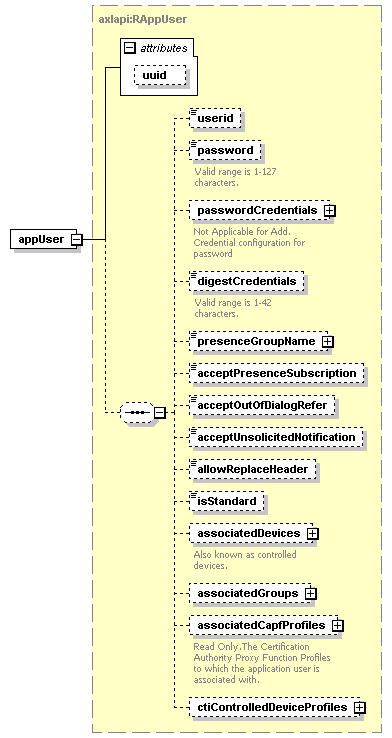 axlapi:RAppUser
attributes
uuid
userid
password
Valid range is 1-127
characters.
passwordCredentials
Not Applicable for Add.
Credential configuration for
password
appUser
digestCredentials
Valid range is 1-42
characters.
presenceGroupName
acceptPresenceSubscription
acceptOutOfDialogRefer
acceptUnsolicitedNotification
allowReplaceHeader
isStandard
associatedDevices
Also known as controlled
devices.
associatedGroups
associatedCapfProfiles
Read Only.The Certification
Authority Proxy Function Profiles
to which the application user is
associated with.
ctiControlledDeviceProfiles